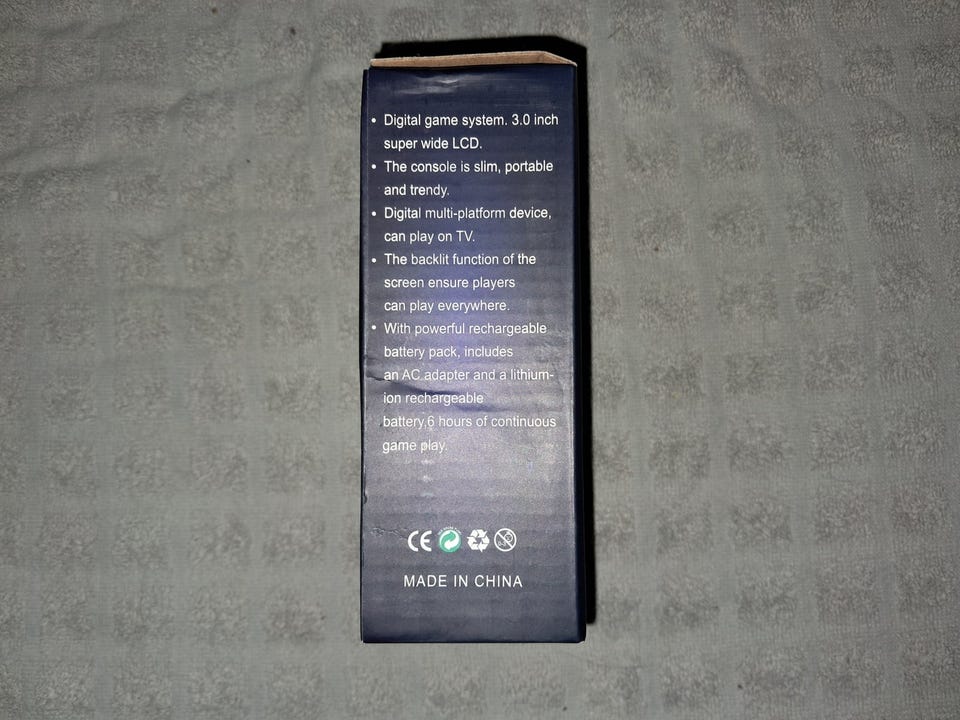 • Digital game system. 3.0 inch
super wide LCD.
• The console is slim, portable
and trendy.
• Digital multi-platform device,
can play on TV.
• The backlit function of the
screen ensure players
can play everywhere.
• With powerful rechargeable
battery pack, includes
an AC adapter and a lithium-
ion rechargeable
battery,6 hours of continuous
game play.
CE
MADE IN CHINA